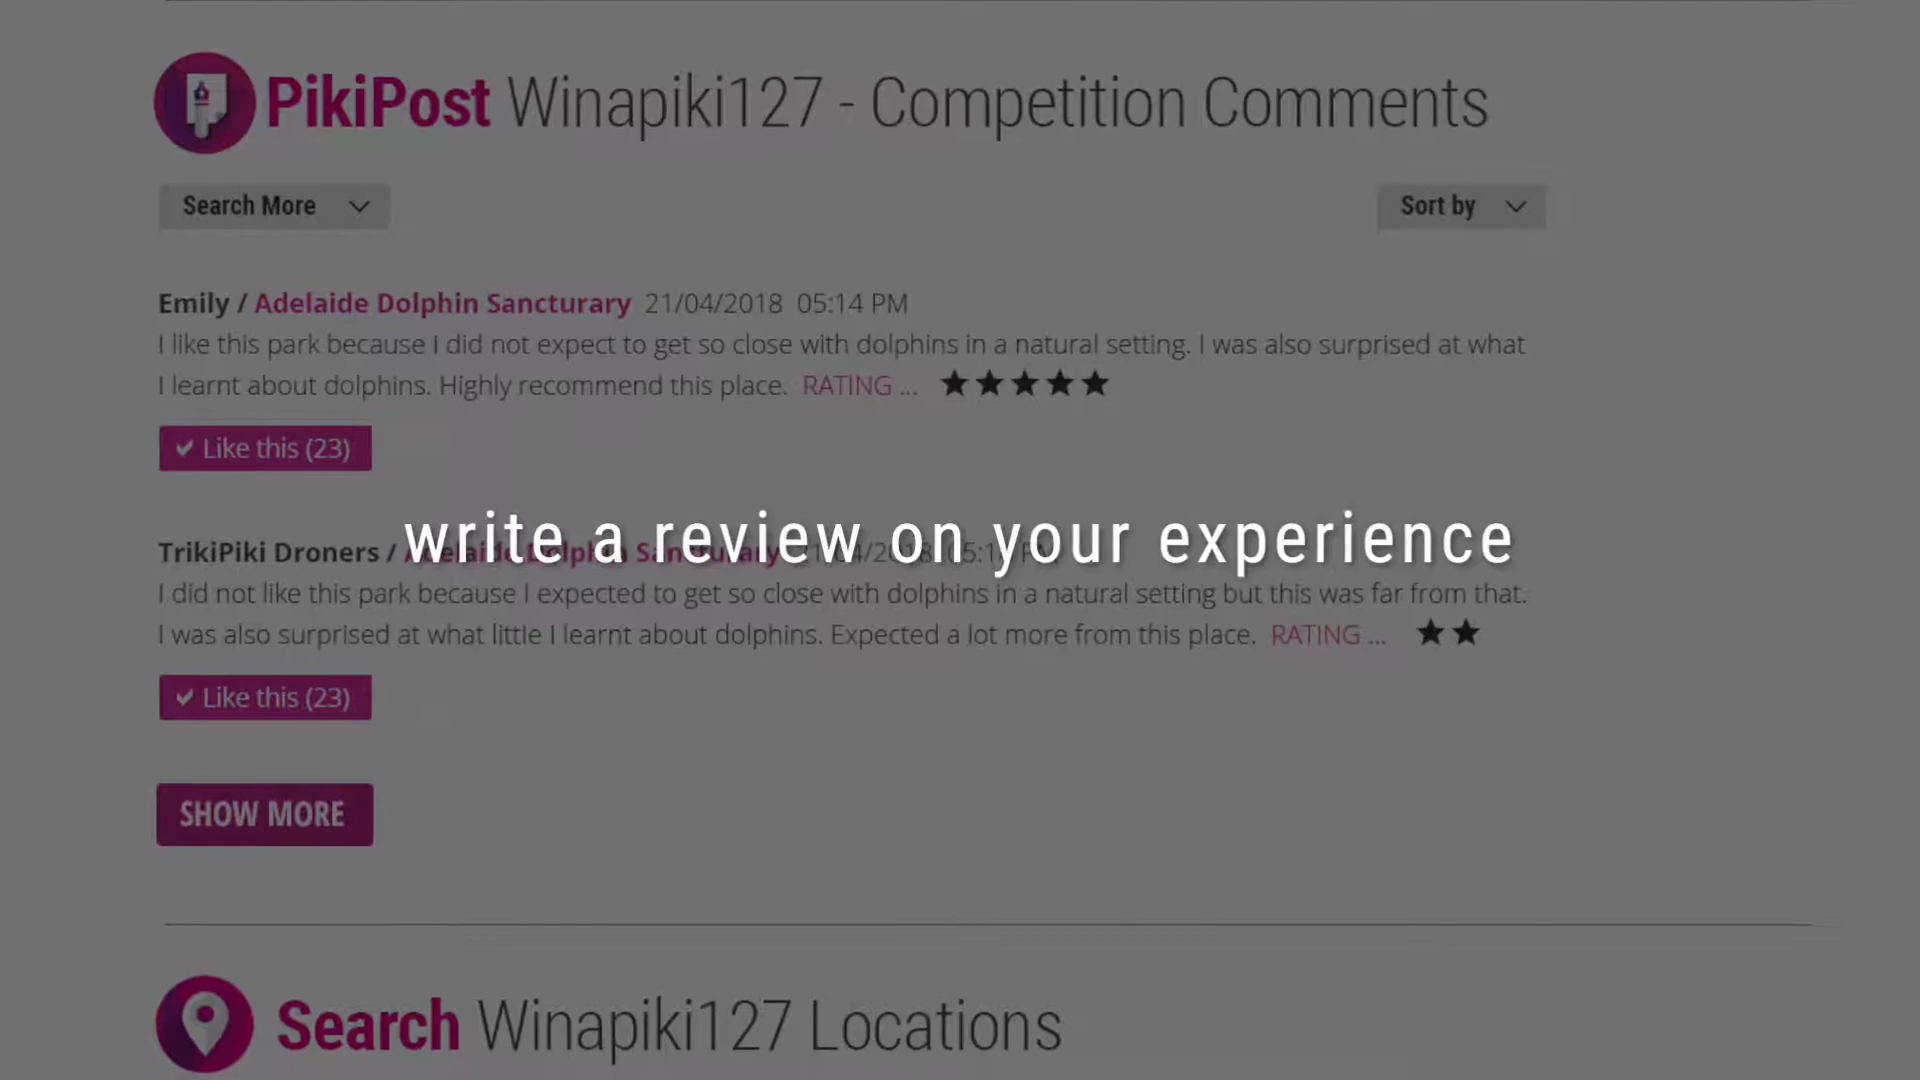 PikiPost Winapiki127 - Competition Comments
Search More
Sort by
Emily / Adelaide Dolphin Sancturary 21/04/2018 05:14 PM
I like this park because I did not expect to get so close with dolphins in a natural setting. I was also surprised at what
I learnt about dolphins. Highly recommend this place. RATING ...
Like this (23)
write a review on your experience
TrikiPiki Droners / Adelaide Dolphin Sancturary
I did not like this park because I expected to get so close with dolphins in a natural setting but this was far from that.
I was also surprised at what little I learnt about dolphins. Expected a lot more from this place. RATING ...
Like this (23)
SHOW MORE
Search Winapiki127 Locations